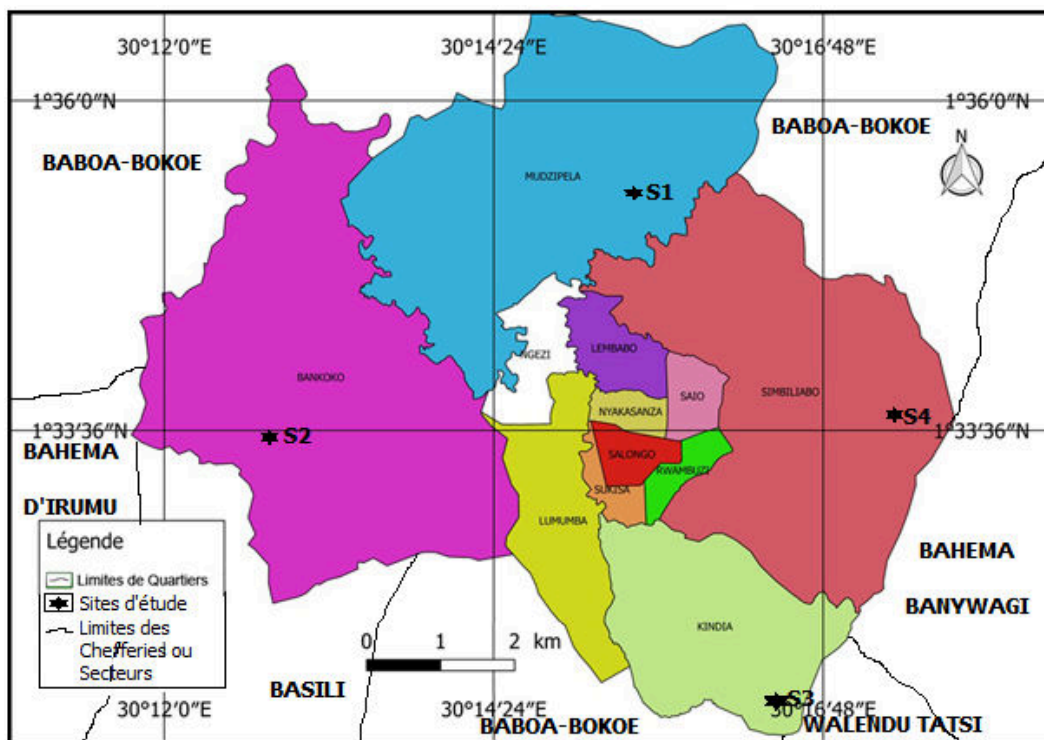 30°12′0″E
30°14′24″E
30°16′48″E
1°36′0″N
1°36′0″N
BABOA-BOKOE
N
BABOA-BOKOE
MUDZIPELA
S1
NGEZI
LEMBABO
BANKOKO
SAIO
SIMBILIABO
NYAKASANZA
S4
1°33′36″N
S2
1°33′36″N
BAHEMA
SALONGO
RWAMBUZI
SUKISA
D'IRUMU
LUMUMBA
Légende
BAHEMA
Limites de Quartiers
Sites d'étude
BANYWAGI
Limites des
Chefferies ou
Secteurs
KINDIA
0 1 2 km
BASILI
S3
30°12′0″E
30°14′24″E
30°16′48″E
BABOA-BOKOE
WALENDU TATSI